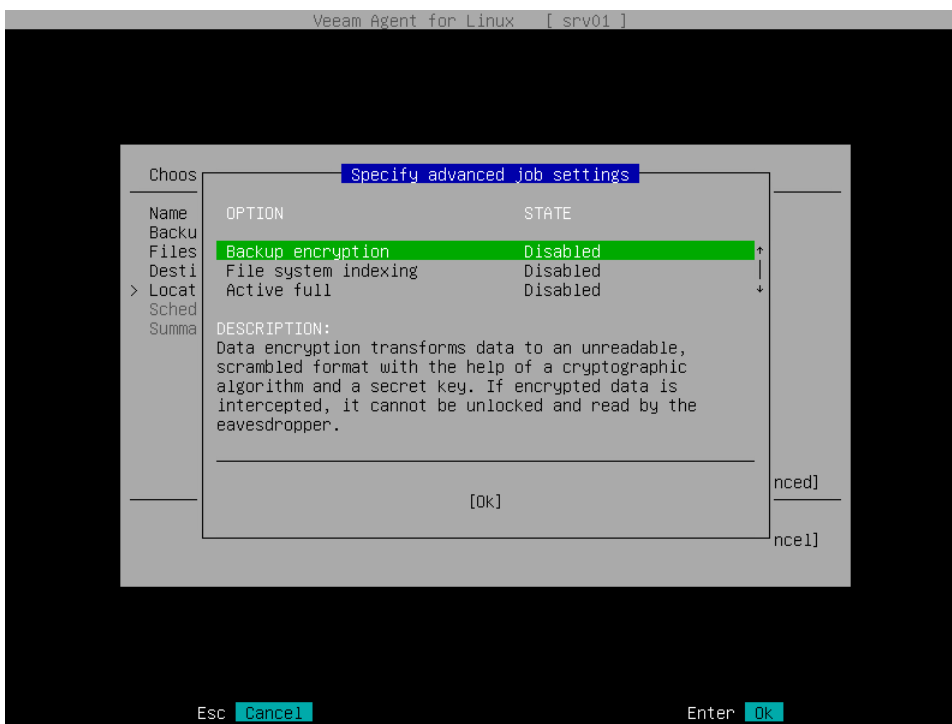 Veeam Agent for Linux [ srv01 ]
Choos
Specify advanced job settings
Name
OPTION STATE
Backu
Files
Backup encryption Disabled ↑
Desti
File system indexing Disabled
> Locat
Active full Disabled ↓
Sched
Summa
DESCRIPTION:
Data encryption transforms data to an unreadable,
scrambled format with the help of a cryptographic
algorithm and a secret key. If encrypted data is
intercepted, it cannot be unlocked and read by the
eavesdropper.
nced]
[Ok]
ncel]
Esc Cancel Enter Ok